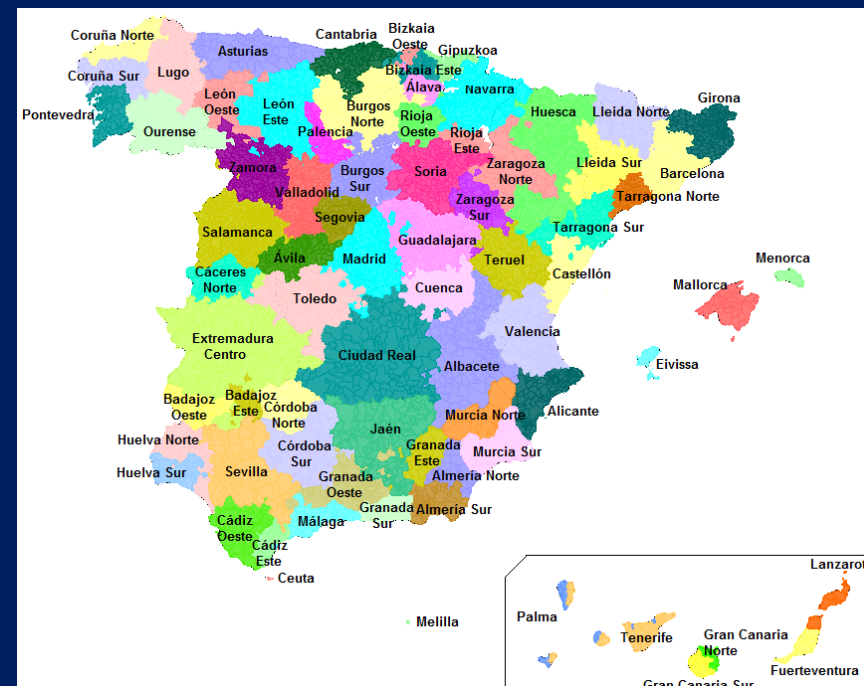 Coruña Norte
Asturias
Cantabria
Bizkaia
Oeste
Gipuzkoa
Coruña Sur
Lugo
Bizkaia Este
Álava
Navarra
León
Oeste
León
Este
Pontevedra
Ourense
Palencia
Burgos
Norte
Rioja
Oeste
Rioja
Este
Huesca
Lleida Norte
Girona
Zamora
Valladolid
Burgos
Sur
Soria
Zaragoza
Norte
Lleida Sur
Barcelona
Tarragona Norte
Segovia
Zaragoza
Sur
Tarragona Sur
Salamanca
Ávila
Madrid
Guadalajara
Teruel
Castellón
Menorca
Cáceres
Norte
Toledo
Cuenca
Mallorca
Extremadura
Centro
Ciudad Real
Valencia
Albacete
Eivissa
Badajoz
Oeste
Badajoz
Este
Córdoba
Norte
Murcia Norte
Alicante
Huelva Norte
Jaén
Huelva Sur
Sevilla
Córdoba
Sur
Granada
Este
Murcia Sur
Granada
Oeste
Almería Norte
Cádiz
Oeste
Málaga
Granada
Sur
Almería Sur
Cádiz
Este
Ceuta
Melilla
Lanzarot
Palma
Tenerife
Gran Canaria
Norte
Fuerteventura
Gran Canaria Sur